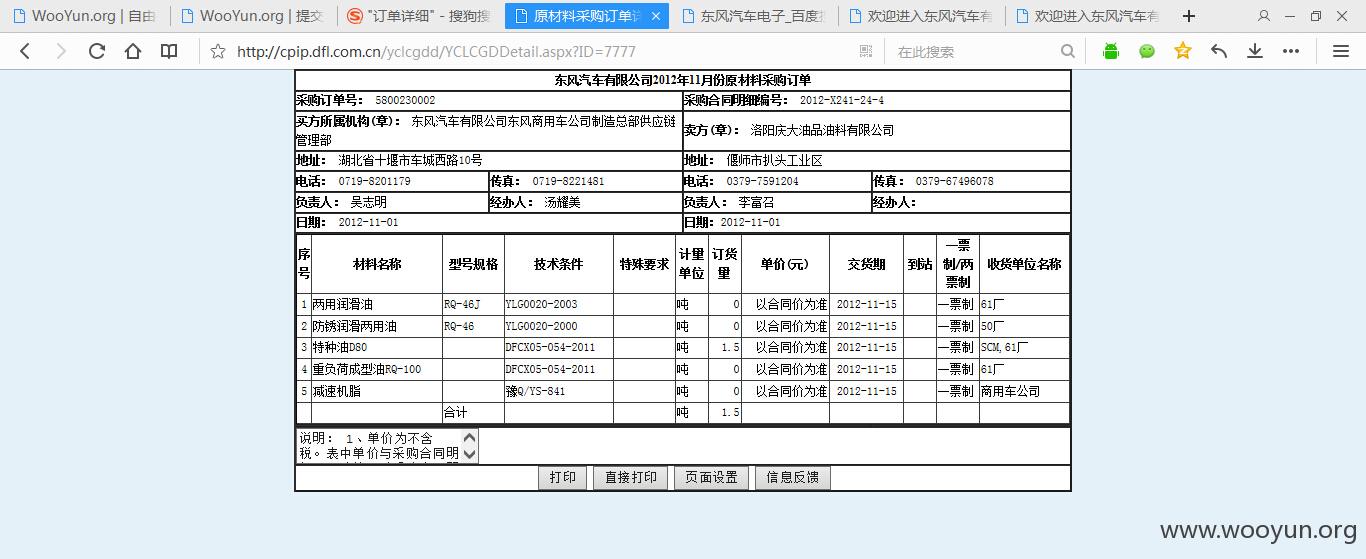 WooYun.org | 自由
WooYun.org | 提交
"订单详细" - 搜狗搜
原材料采购订单详
东风汽车电子_百度搜
欢迎进入东风汽车有
欢迎进入东风汽车有
http://cpip.dfl.com.cn/yclcgdd/YCLCGDDetail.aspx?ID=7777
在此搜索
东风汽车有限公司2012年11月份原材料采购订单
采购订单号： 5800230002 采购合同明细编号： 2012-X241-24-4
买方所属机构(章)： 东风汽车有限公司东风商用车公司制造总部供应链
管理部
卖方(章)： 洛阳庆大油品油料有限公司
地址： 湖北省十堰市车城西路10号 地址： 偃师市扒头工业区
电话： 0719-8201179 传真： 0719-8221481 电话： 0379-7591204 传真： 0379-67496078
负责人： 吴志明 经办人： 汤耀美 负责人： 李富召 经办人：
日期： 2012-11-01 日期：2012-11-01
序号 材料名称 型号规格 技术条件 特殊要求 计量单位 订货量 单价(元) 交货期 到站 一票制/两票制 收货单位名称
1 两用润滑油 RQ-46J YLG0020-2003 吨 0 以合同价为准 2012-11-15 一票制 61厂
2 防锈润滑两用油 RQ-46 YLG0020-2000 吨 0 以合同价为准 2012-11-15 一票制 50厂
3 特种油D80 DFCX05-054-2011 吨 1.5 以合同价为准 2012-11-15 一票制 SCM,61厂
4 重负荷成型油RQ-100 DFCX05-054-2011 吨 0 以合同价为准 2012-11-15 一票制 61厂
5 减速机脂 豫Q/YS-841 吨 0 以合同价为准 2012-11-15 一票制 商用车公司
合计 吨 1.5
说明： 1、单价为不含
税。表中单价与采购合同明
打印 直接打印 页面设置 信息反馈
www.wooyun.org